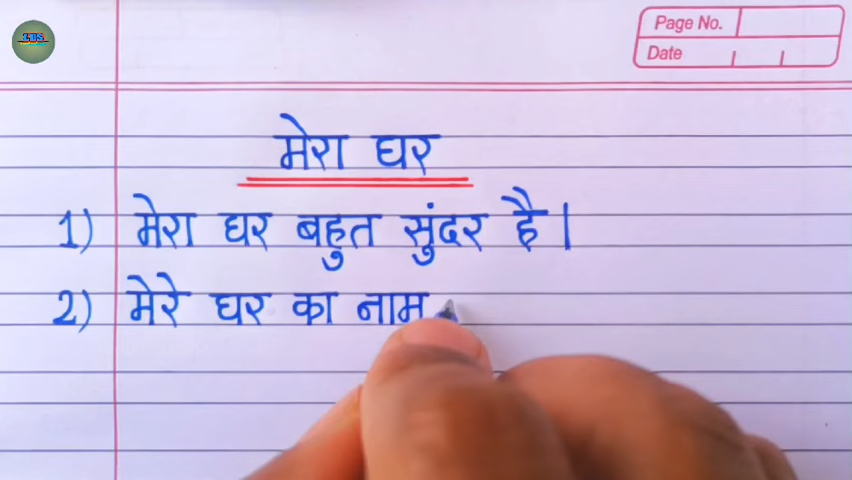 Page No.
Date
मेरा घर
1) मेरा घर बहुत सुंदर है।
2) मेरे घर का नाम